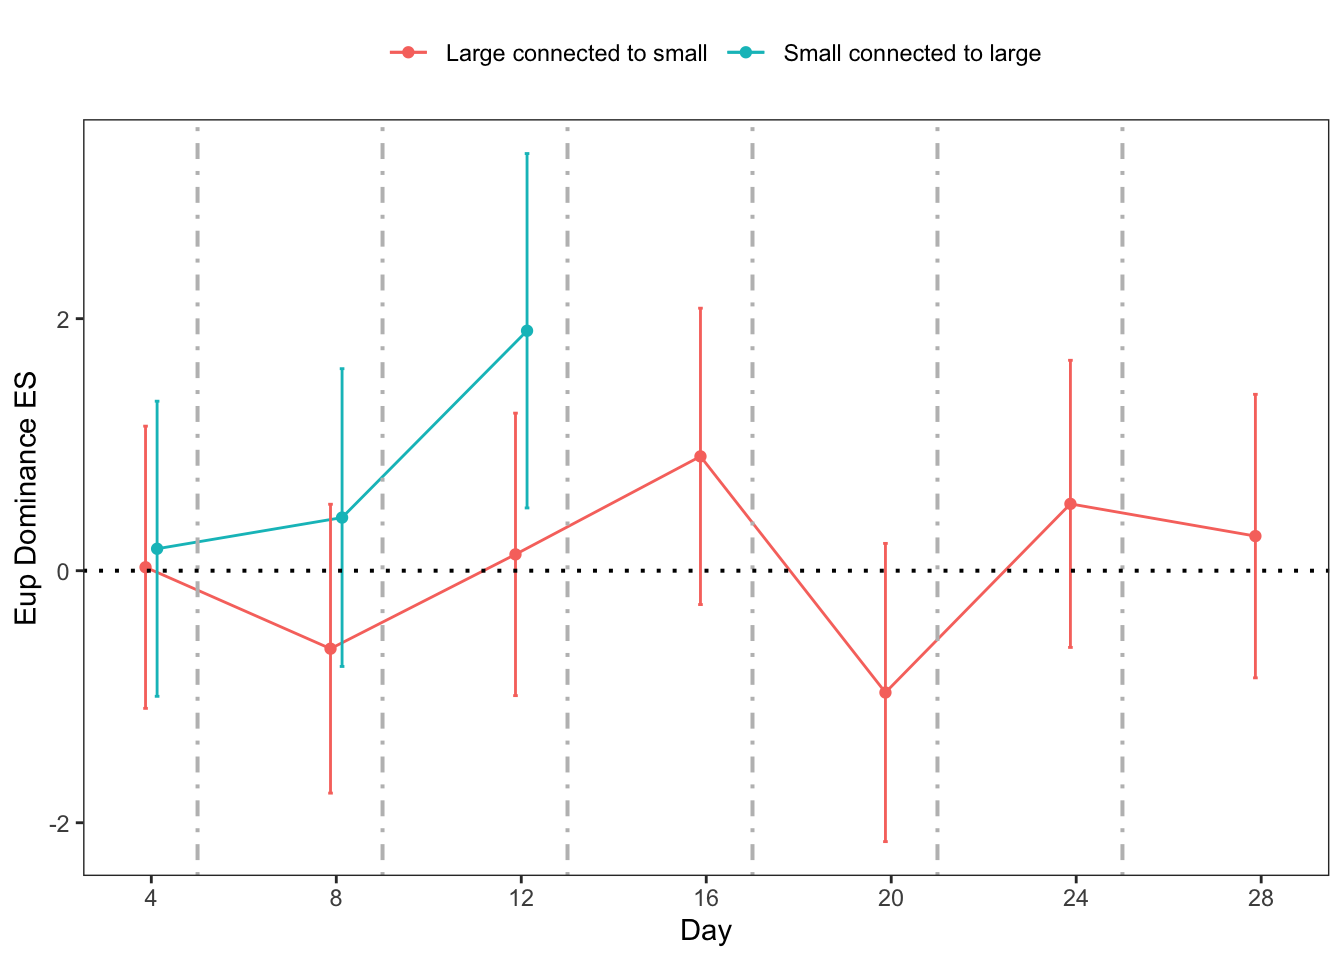 Large connected to small Small connected to large
Eup Dominance ES
2
0
-2
4 8 12 16 20 24 28
Day